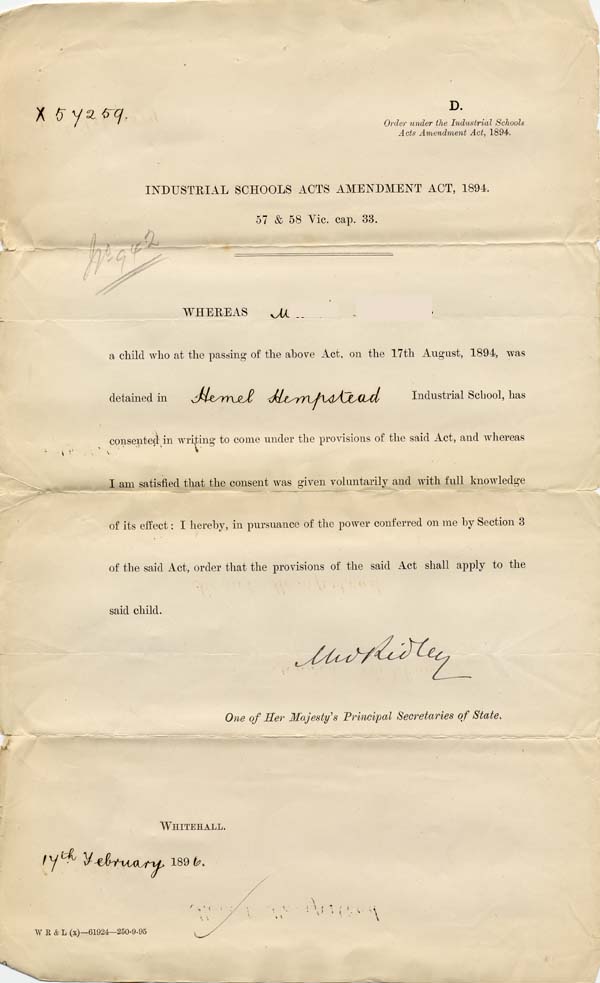 X 57259.
D.
Order under the Industrial Schools
Acts Amendment Act, 1894.
INDUSTRIAL SCHOOLS ACTS AMENDMENT ACT, 1894.
57 & 58 Vic. cap. 33.
No 942
WHEREAS M
a child who at the passing of the above Act, on the 17th August, 1894, was
detained in Hemel Hempstead Industrial School, has
consented in writing to come under the provisions of the said Act, and whereas
I am satisfied that the consent was given voluntarily and with full knowledge
of its effect: I hereby, in pursuance of the power conferred on me by Section 3
of the said Act, order that the provisions of the said Act shall apply to the
said child.
MWRidley
One of Her Majesty's Principal Secretaries of State.
WHITEHALL.
17th February 1896.
W R & L (x)—61924—250-9-95